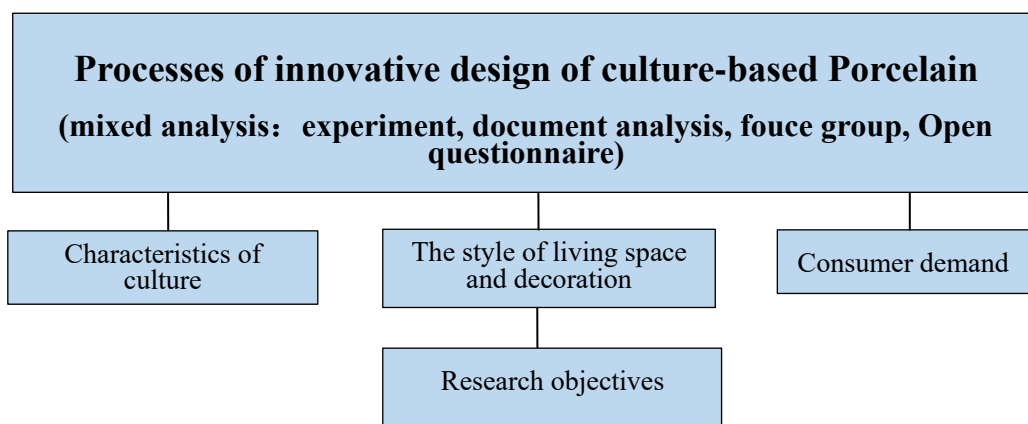 Processes of innovative design of culture-based Porcelain
(mixed analysis：experiment, document analysis, fouce group, Open
questionnaire)
Characteristics of
culture
The style of living space
and decoration
Consumer demand
Research objectives